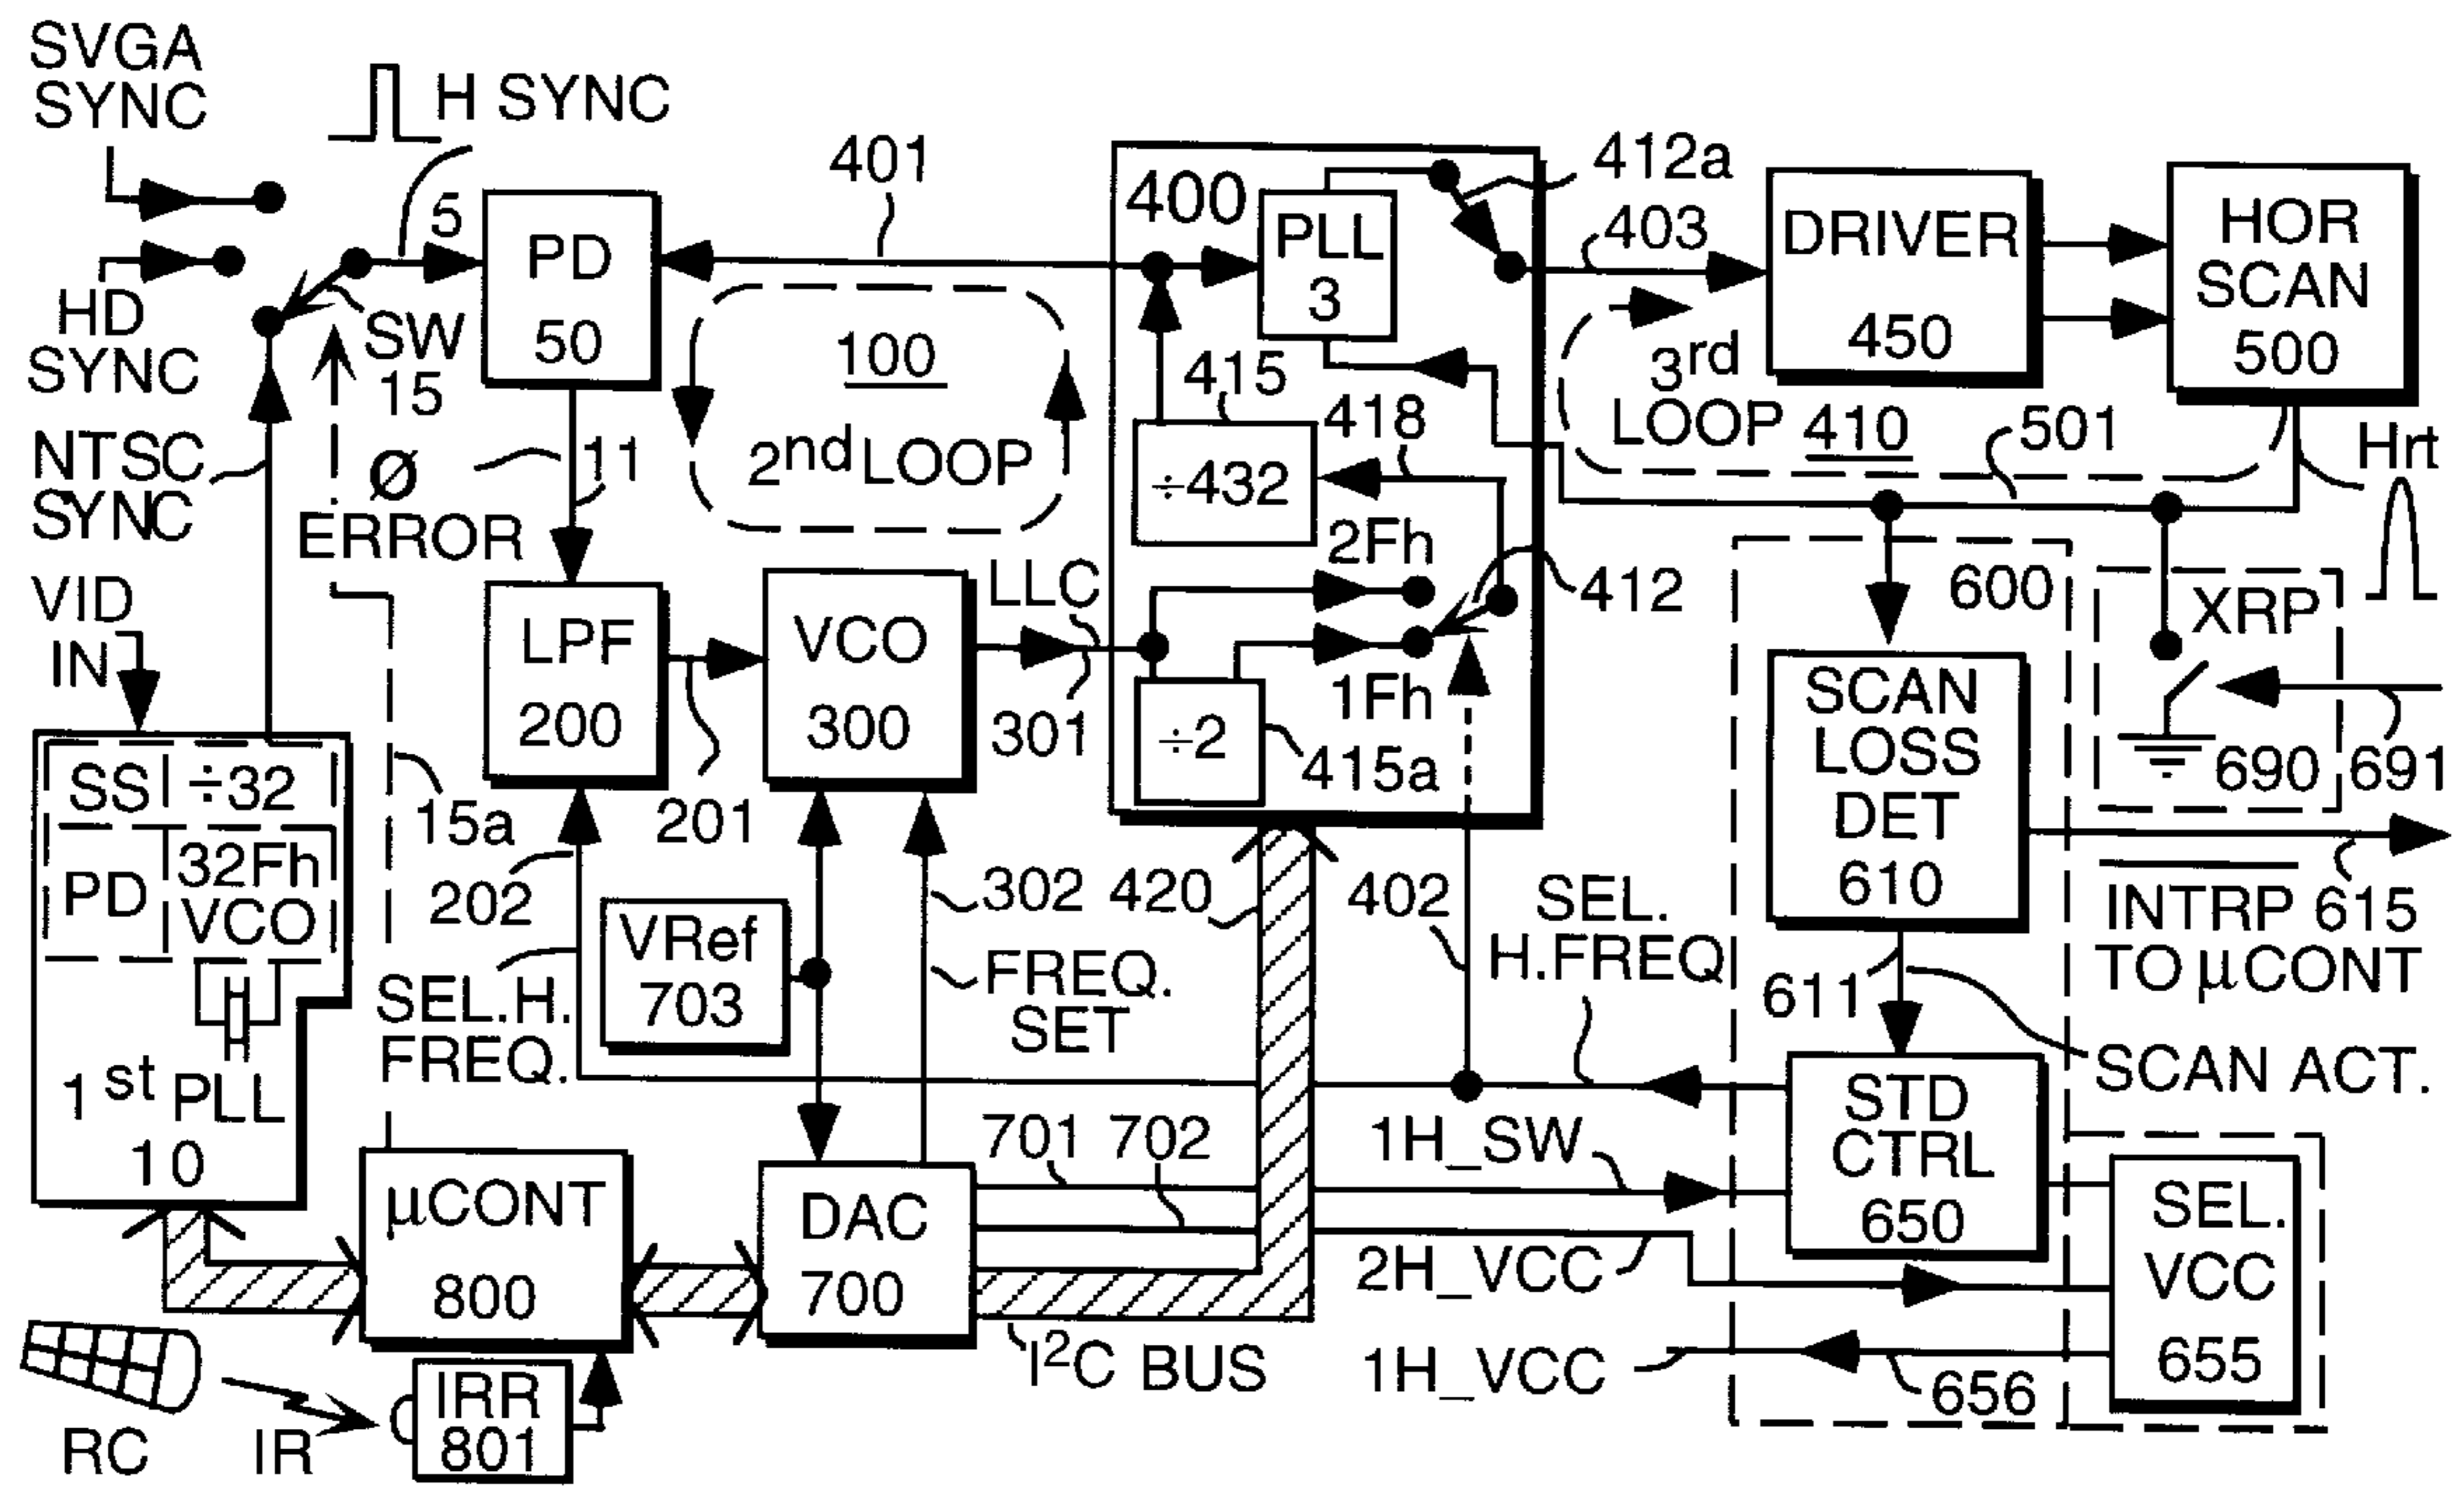 SVGA
SYNC
H SYNC
5
HD
SYNC
SW
15
PD
50
401
100
2nd LOOP
400
PLL
3
412a
403
DRIVER
450
HOR
SCAN
500
3rd
LOOP 410
501
Hrt
NTSC
SYNC
Ø
ERROR
11
415
418
÷432
2Fh
412
1Fh
÷2
415a
VID
IN
LPF
200
201
VCO
300
LLC
301
600
XRP
690
691
SCAN
LOSS
DET
610
INTRP 615
TO µCONT
SS ÷32
PD
32Fh
VCO
1st PLL
10
15a
202
SEL.H.
FREQ.
VRef
703
302
FREQ.
SET
420
402
SEL.
H.FREQ
611
SCAN ACT.
STD
CTRL
650
701
702
1H_SW
2H_VCC
1H_VCC
656
SEL.
VCC
655
µCONT
800
DAC
700
I²C BUS
RC
IR
IRR
801